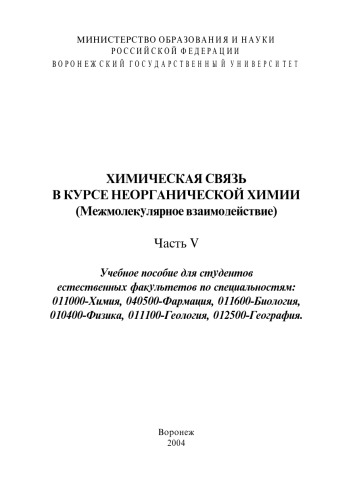 МИНИСТЕРСТВО ОБРАЗОВАНИЯ И НАУКИ
РОССИЙСКОЙ ФЕДЕРАЦИИ
ВОРОНЕЖСКИЙ ГОСУДАРСТВЕННЫЙ УНИВЕРСИТЕТ
ХИМИЧЕСКАЯ СВЯЗЬ
В КУРСЕ НЕОРГАНИЧЕСКОЙ ХИМИИ
(Межмолекулярное взаимодействие)
Часть V
Учебное пособие для студентов
естественных факультетов по специальностям:
011000-Химия, 040500-Фармация, 011600-Биология,
010400-Физика, 011100-Геология, 012500-География.
Воронеж
2004